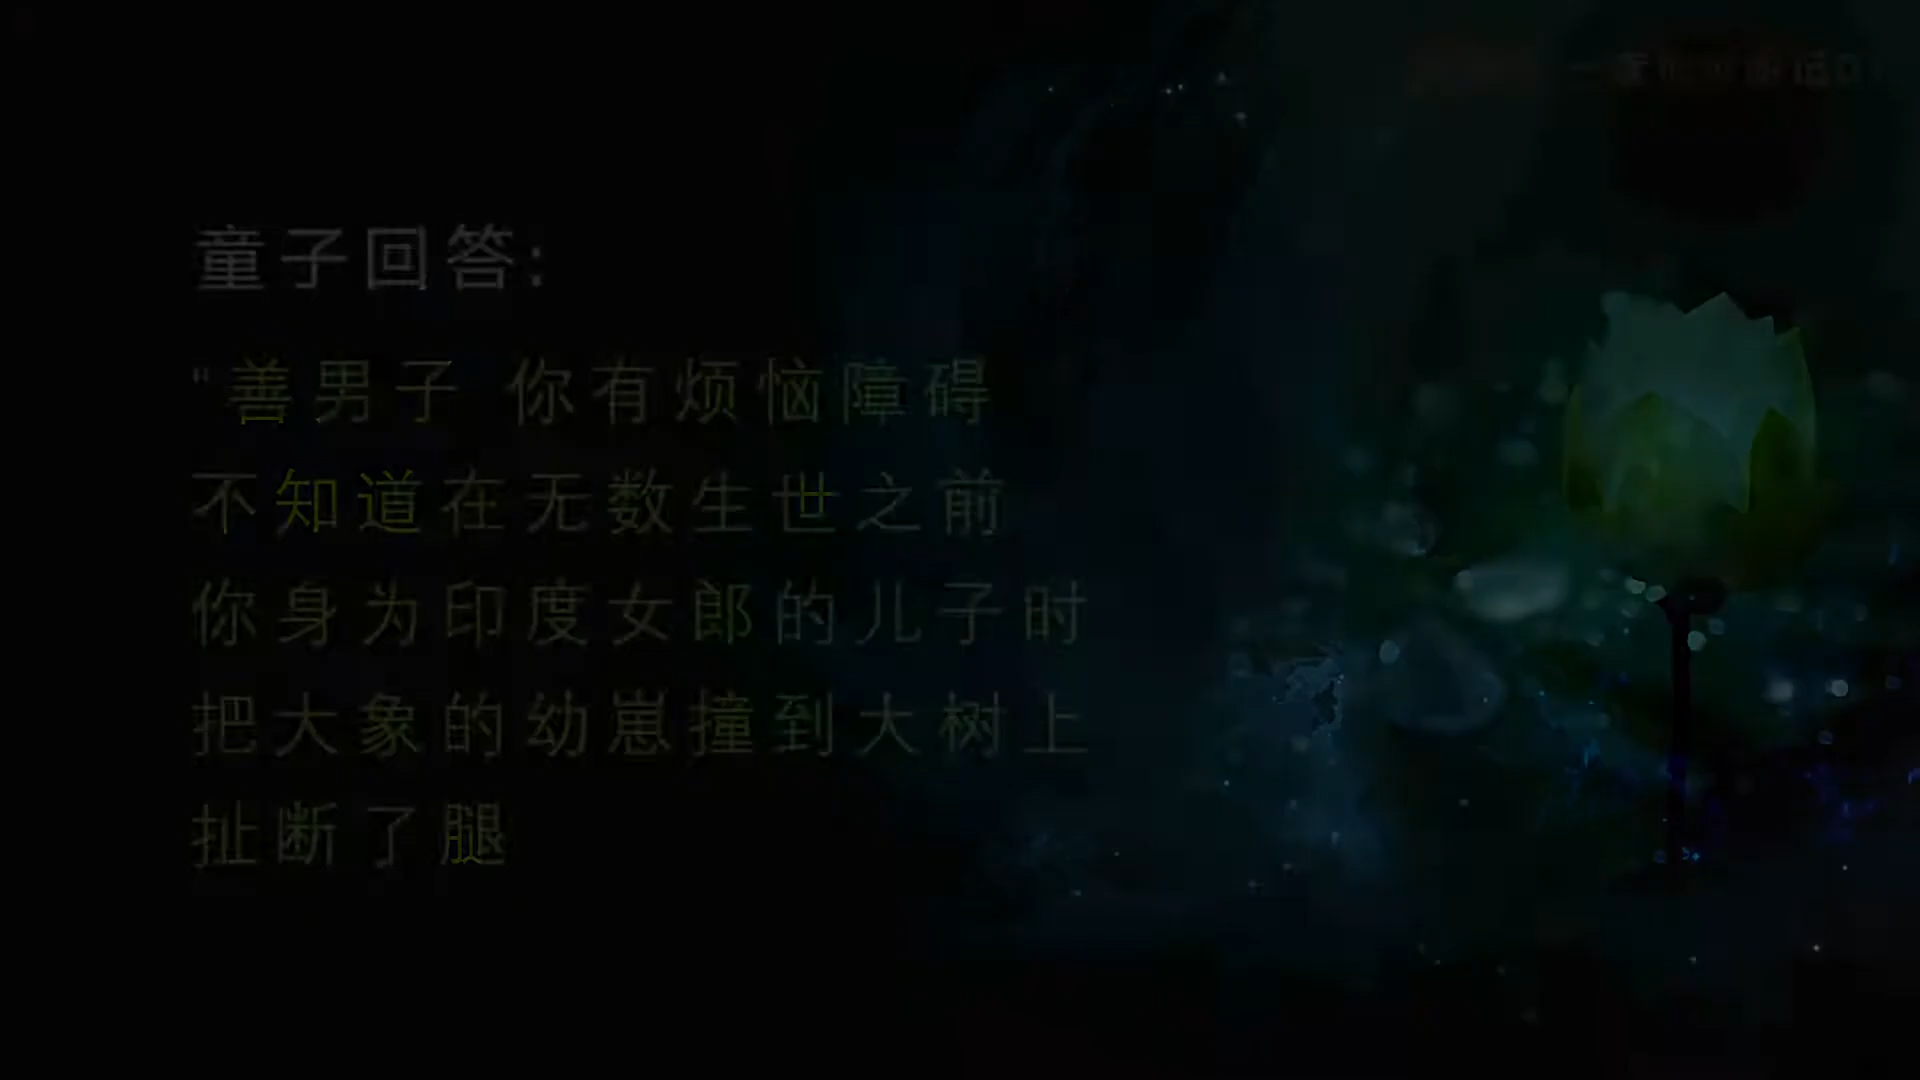 童子回答:
"善男子 你有烦恼障碍
不知道在无数生世之前
你身为印度女郎的儿子时
把大象的幼崽撞到大树上
扯断了腿